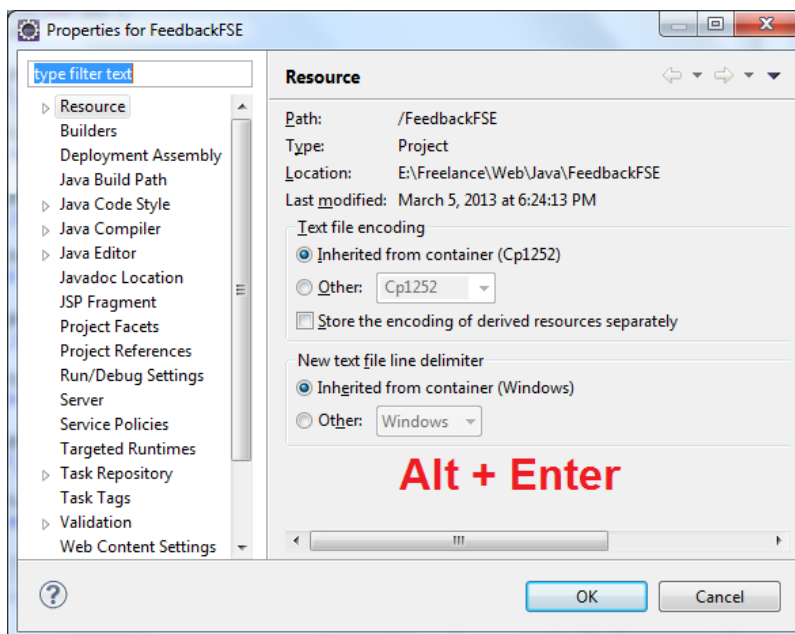 Properties for FeedbackFSE
type filter text
Resource
Builders
Deployment Assembly
Java Build Path
Java Code Style
Java Compiler
Java Editor
Javadoc Location
JSP Fragment
Project Facets
Project References
Run/Debug Settings
Server
Service Policies
Targeted Runtimes
Task Repository
Task Tags
Validation
Web Content Settings
Resource
Path: /FeedbackFSE
Type: Project
Location: E:\Freelance\Web\Java\FeedbackFSE
Last modified: March 5, 2013 at 6:24:13 PM
Text file encoding
Inherited from container (Cp1252)
Other: Cp1252
Store the encoding of derived resources separately
New text file line delimiter
Inherited from container (Windows)
Other: Windows
Alt + Enter
OK Cancel